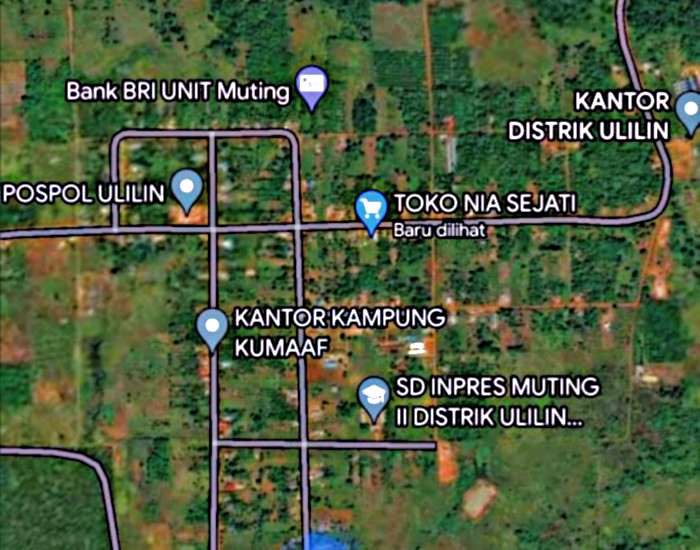 Bank BRI UNIT Muting
KANTOR
DISTRIK ULILIN
POSPOL ULILIN
TOKO NIA SEJATI
Baru dilihat
KANTOR KAMPUNG
KUMAAF
SD INPRES MUTING
II DISTRIK ULILIN...